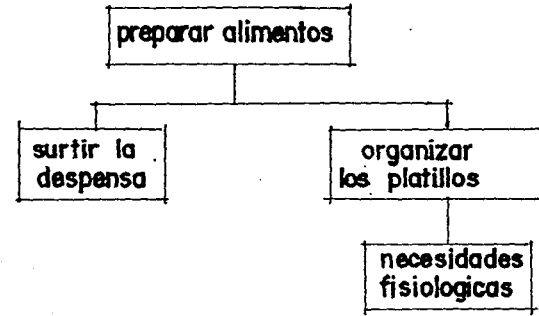 preparar alimentos
surtir la
despensa
organizar
los platillos
necesidades
fisiologicas